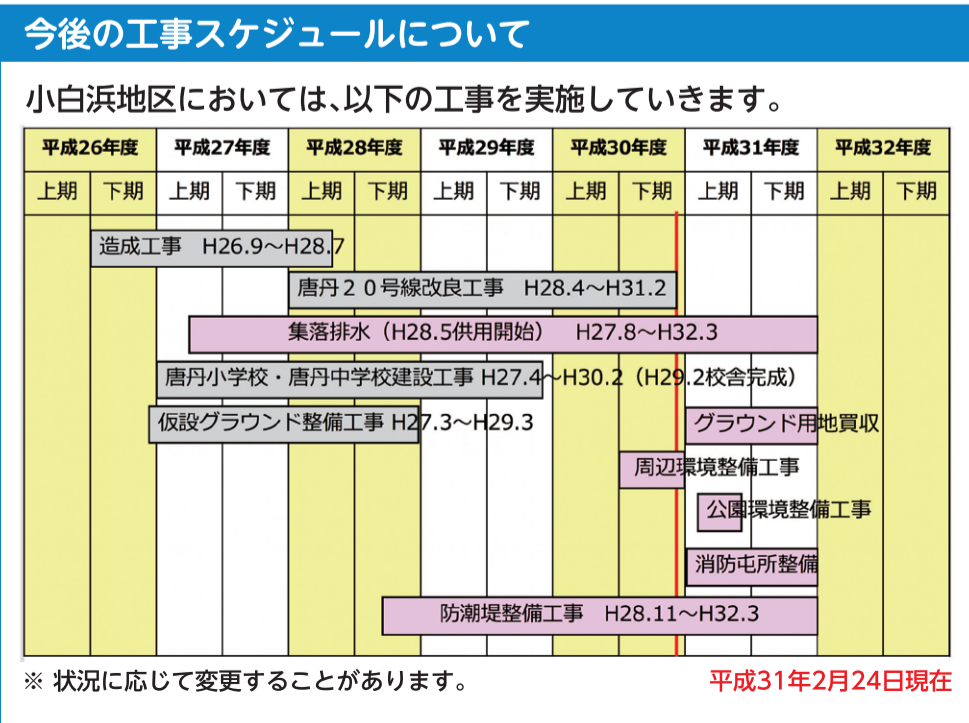 今後の工事スケジュールについて
小白浜地区においては、以下の工事を実施していきます。
平成26年度 平成27年度 平成28年度 平成29年度 平成30年度 平成31年度 平成32年度
上期 下期 上期 下期 上期 下期 上期 下期 上期 下期 上期 下期 上期 下期
造成工事 H26.9～H28.7
唐丹２０号線改良工事 H28.4～H31.2
集落排水（H28.5供用開始） H27.8～H32.3
唐丹小学校・唐丹中学校建設工事 H27.4～H30.2（H29.2校舎完成）
仮設グラウンド整備工事 H27.3～H29.3 グラウンド用地買収
周辺環境整備工事
公園環境整備工事
消防屯所整備
防潮堤整備工事 H28.11～H32.3
※ 状況に応じて変更することがあります。 平成31年2月24日現在